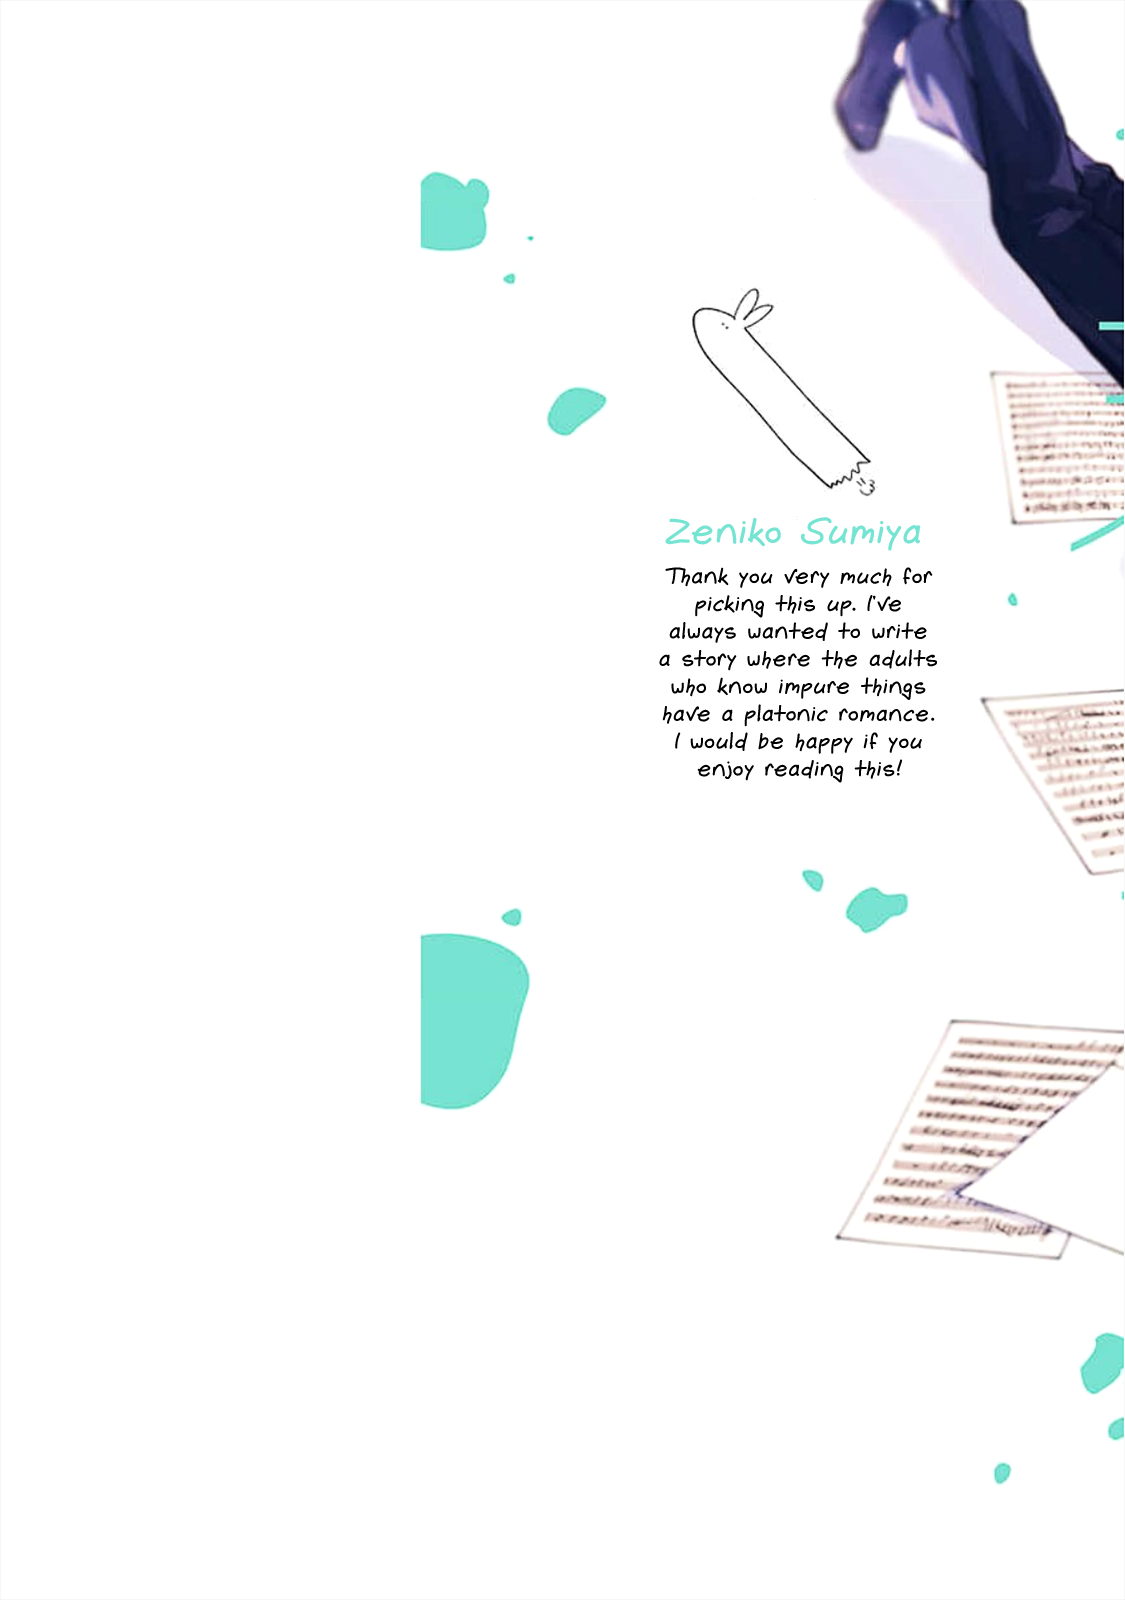 Zeniko Sumiya
Thank you very much for
picking this up. I've
always wanted to write
a story where the adults
who know impure things
have a platonic romance.
I would be happy if you
enjoy reading this!